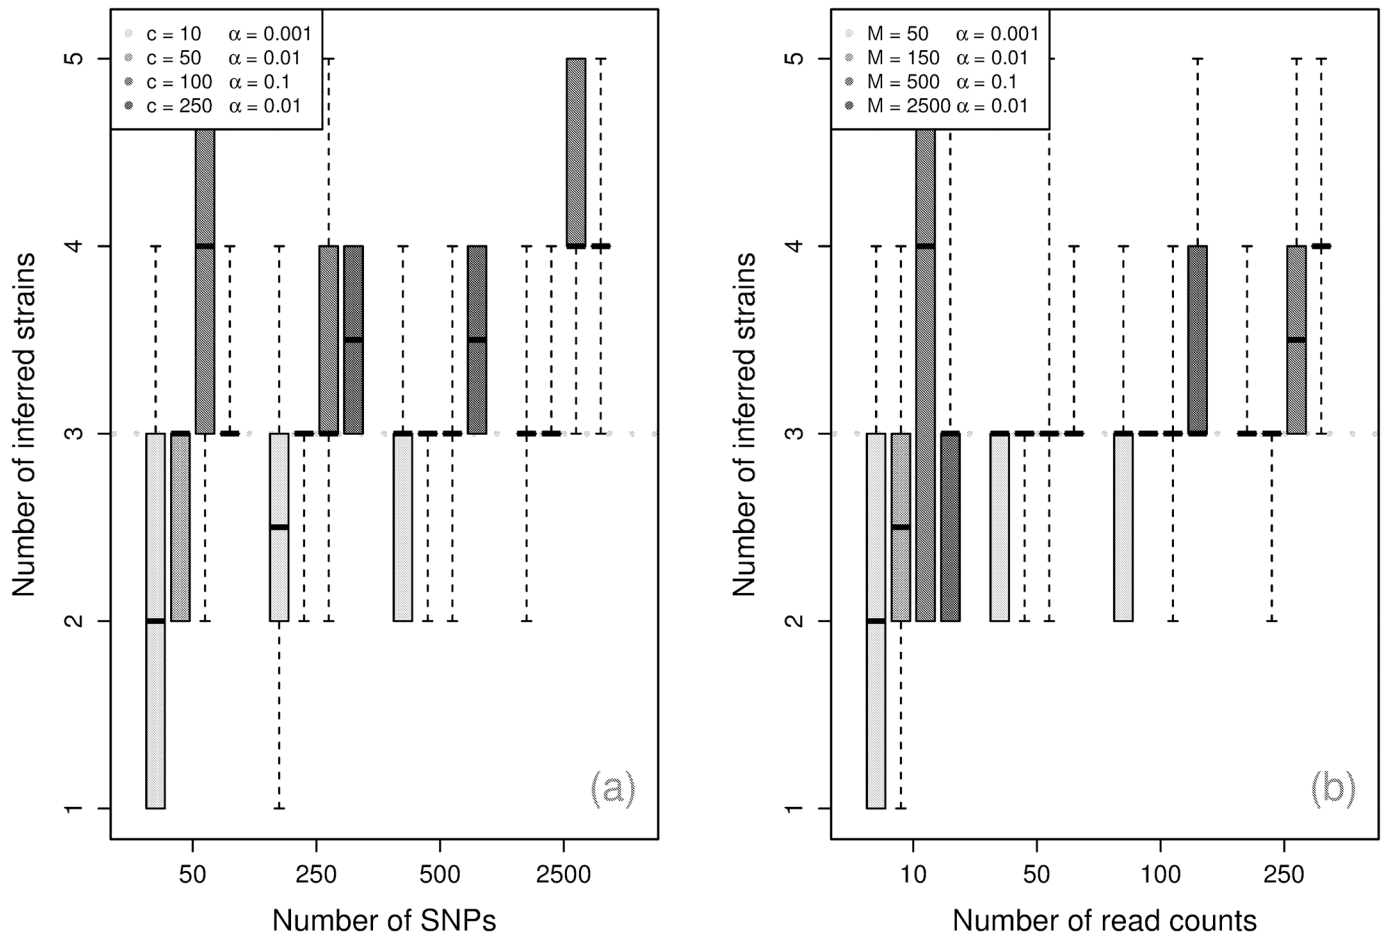 c = 10 α = 0.001
c = 50 α = 0.01
c = 100 α = 0.1
c = 250 α = 0.01
5
4
3
2
1
Number of inferred strains
(a)
50 250 500 2500
Number of SNPs
M = 50 α = 0.001
M = 150 α = 0.01
M = 500 α = 0.1
M = 2500 α = 0.01
5
4
3
2
1
Number of inferred strains
(b)
10 50 100 250
Number of read counts